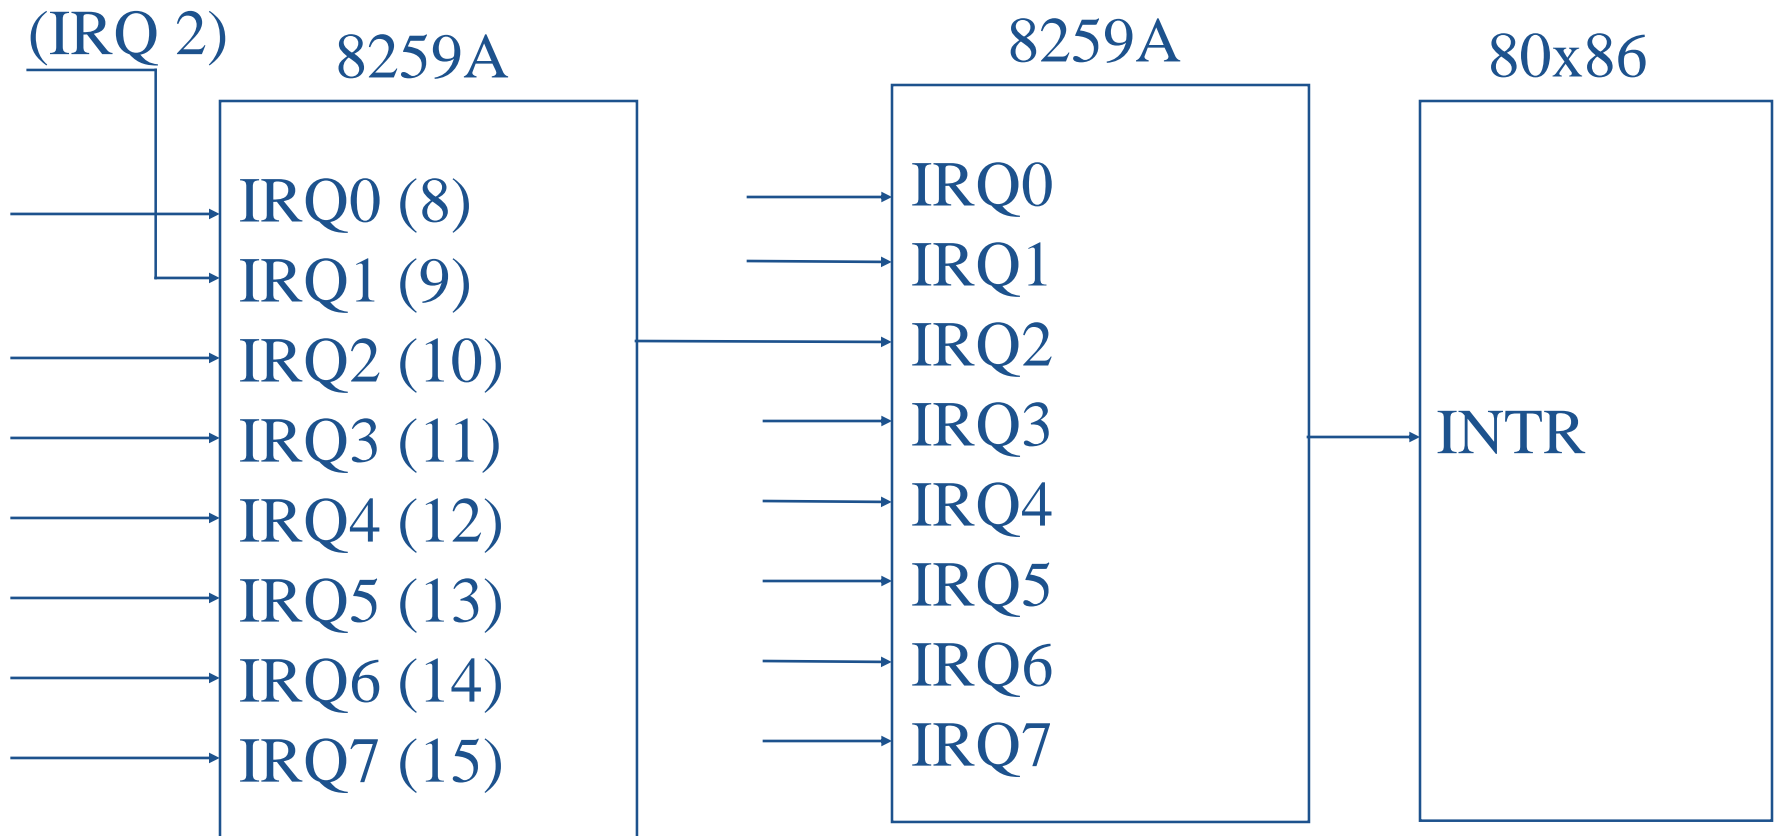 (IRQ 2)
8259A
IRQ0 (8)
IRQ1 (9)
IRQ2 (10)
IRQ3 (11)
IRQ4 (12)
IRQ5 (13)
IRQ6 (14)
IRQ7 (15)
8259A
IRQ0
IRQ1
IRQ2
IRQ3
IRQ4
IRQ5
IRQ6
IRQ7
80x86
INTR